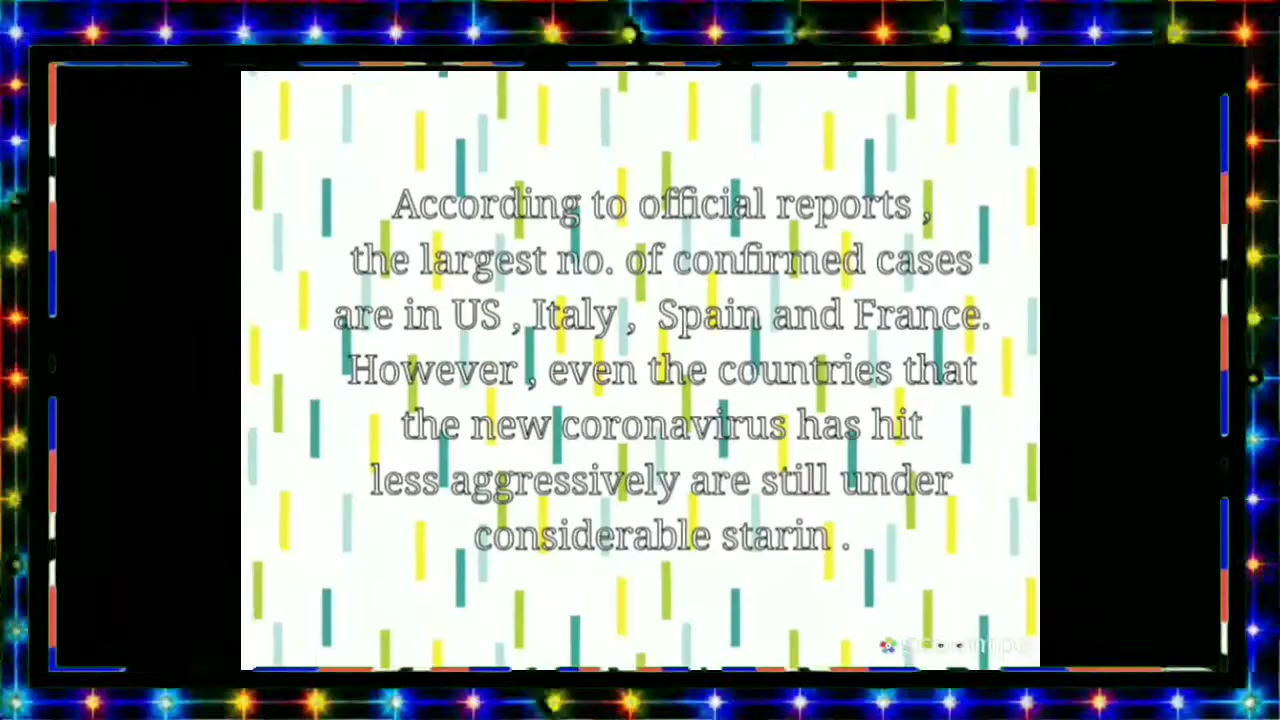 According to official reports ,
the largest no. of confirmed cases
are in US , Italy , Spain and France.
However , even the countries that
the new coronavirus has hit
less aggressively are still under
considerable starin .